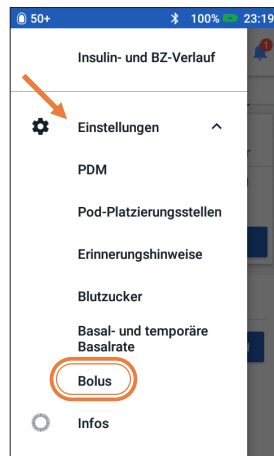 50+ 100% 23:19
Insulin- und BZ-Verlauf
1
Einstellungen
PDM
Pod-Platzierungsstellen
Erinnerungshinweise
Blutzucker
Basal- und temporäre
Basalrate
Bolus
Infos